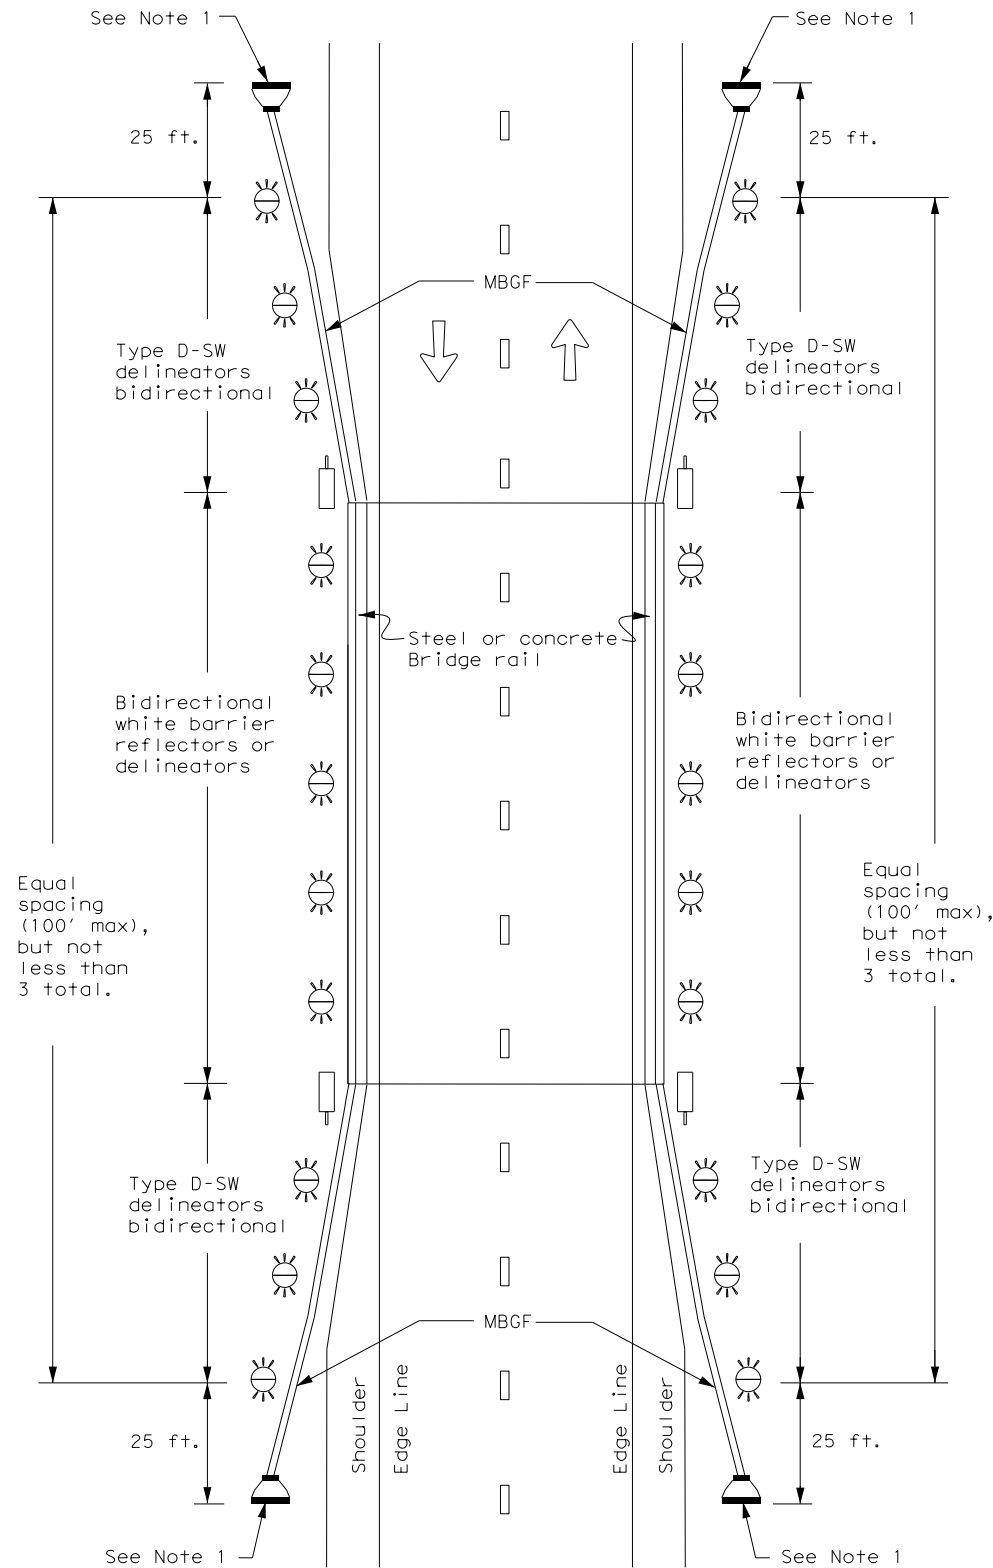 See Note 1
See Note 1
25 ft.
25 ft.
MBGF
Type D-SW
delineators
bidirectional
Type D-SW
delineators
bidirectional
Steel or concrete
Bridge rail
Bidirectional
white barrier
reflectors or
delineators
Bidirectional
white barrier
reflectors or
delineators
Equal
spacing
(100' max),
but not
less than
3 total.
Equal
spacing
(100' max),
but not
less than
3 total.
Type D-SW
delineators
bidirectional
Type D-SW
delineators
bidirectional
MBGF
Shoulder
Edge Line
Edge Line
Shoulder
25 ft.
25 ft.
See Note 1
See Note 1